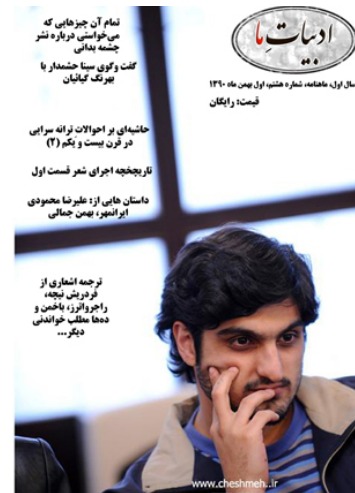 ادبیات ما
سال اول، ماهنامه، شماره هشتم، اول بهمن ماه ۱۳۹۰
قیمت: رایگان
تمام آن چیزهایی که
می‌خواستی درباره نشر
چشمه بدانی
گفت وگوی سینا حشمدار با
بهرنگ کیائیان
حاشیه‌ای بر احوالات ترانه سرایی
در قرن بیست و یکم (۲)
تاریخچه اجرای شعر قسمت اول
داستان هایی از: علیرضا محمودی
ایرانمهر، بهمن جمالی
ترجمه اشعاری از
فردریش نیچه،
راجرواترز، باخمن و
ده‌ها مطلب خواندنی
دیگر...
www.cheshmeh..ir